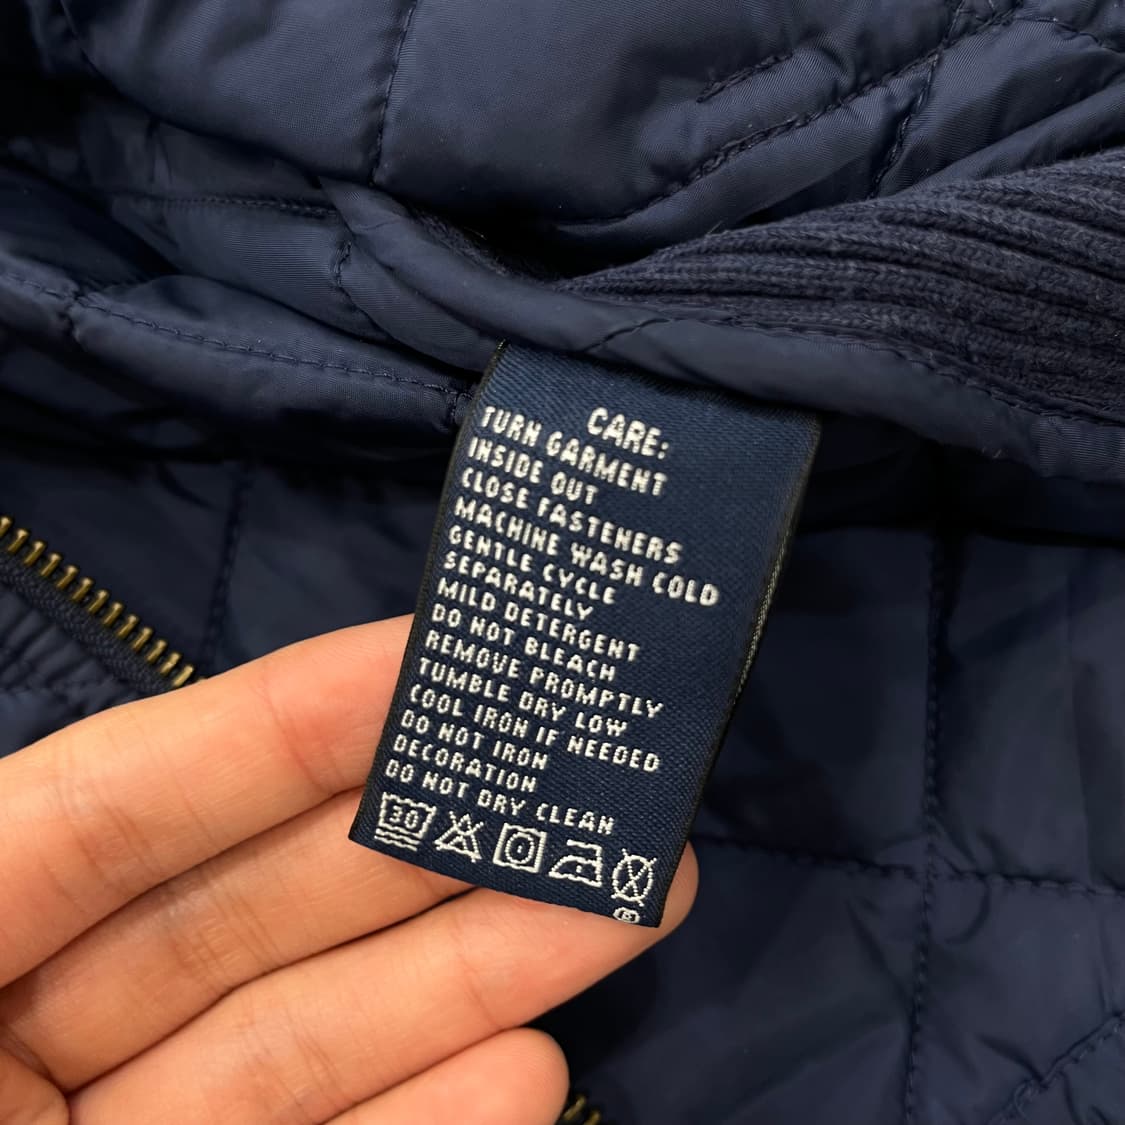 CARE:
TURN GARMENT
INSIDE OUT
CLOSE FASTENERS
MACHINE WASH COLD
GENTLE CYCLE
SEPARATELY
MILD DETERGENT
DO NOT BLEACH
REMOVE PROMPTLY
TUMBLE DRY LOW
COOL IRON IF NEEDED
DO NOT IRON
DECORATION
DO NOT DRY CLEAN
30